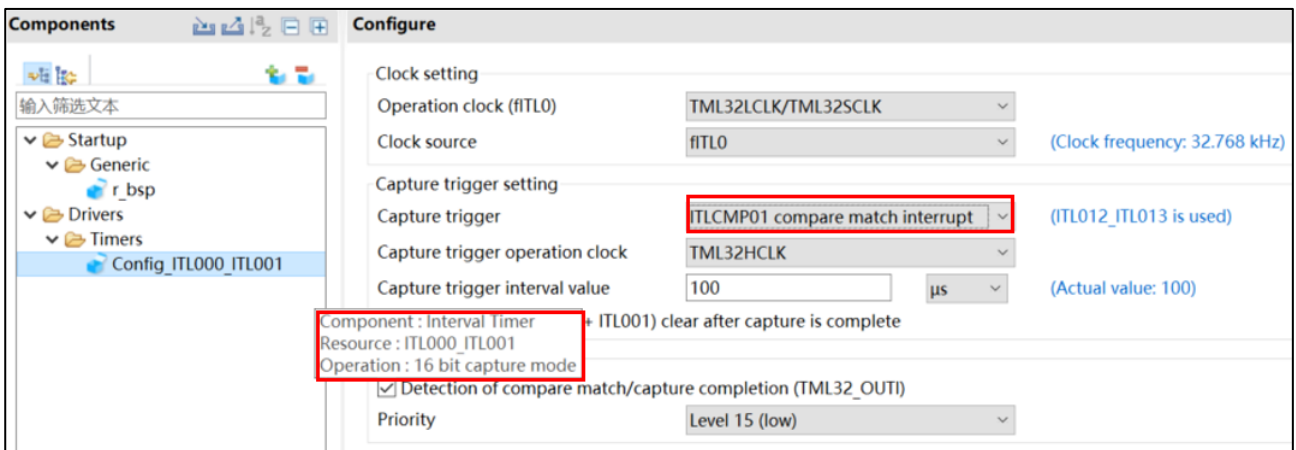 Components
Configure
输入筛选文本
Startup
Generic
r_bsp
Drivers
Timers
Config_ITL000_ITL001
Clock setting
Operation clock (fITL0) TML32LCLK/TML32SCLK
Clock source fITL0 (Clock frequency: 32.768 kHz)
Capture trigger setting
Capture trigger ITLCMP01 compare match interrupt (ITL012_ITL013 is used)
Capture trigger operation clock TML32HCLK
Capture trigger interval value 100 μs (Actual value: 100)
+ ITL001) clear after capture is complete
Component : Interval Timer
Resource : ITL000_ITL001
Operation : 16 bit capture mode
Detection of compare match/capture completion (TML32_OUTI)
Priority Level 15 (low)